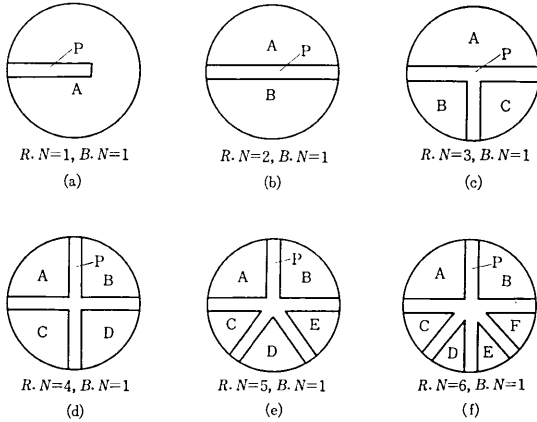 P
A
R. N=1, B. N=1
(a)
A
P
B
R. N=2, B. N=1
(b)
A
P
B
C
R. N=3, B. N=1
(c)
A
P
B
C
D
R. N=4, B. N=1
(d)
A
P
B
C
E
D
R. N=5, B. N=1
(e)
A
P
B
C
F
D
E
R. N=6, B. N=1
(f)